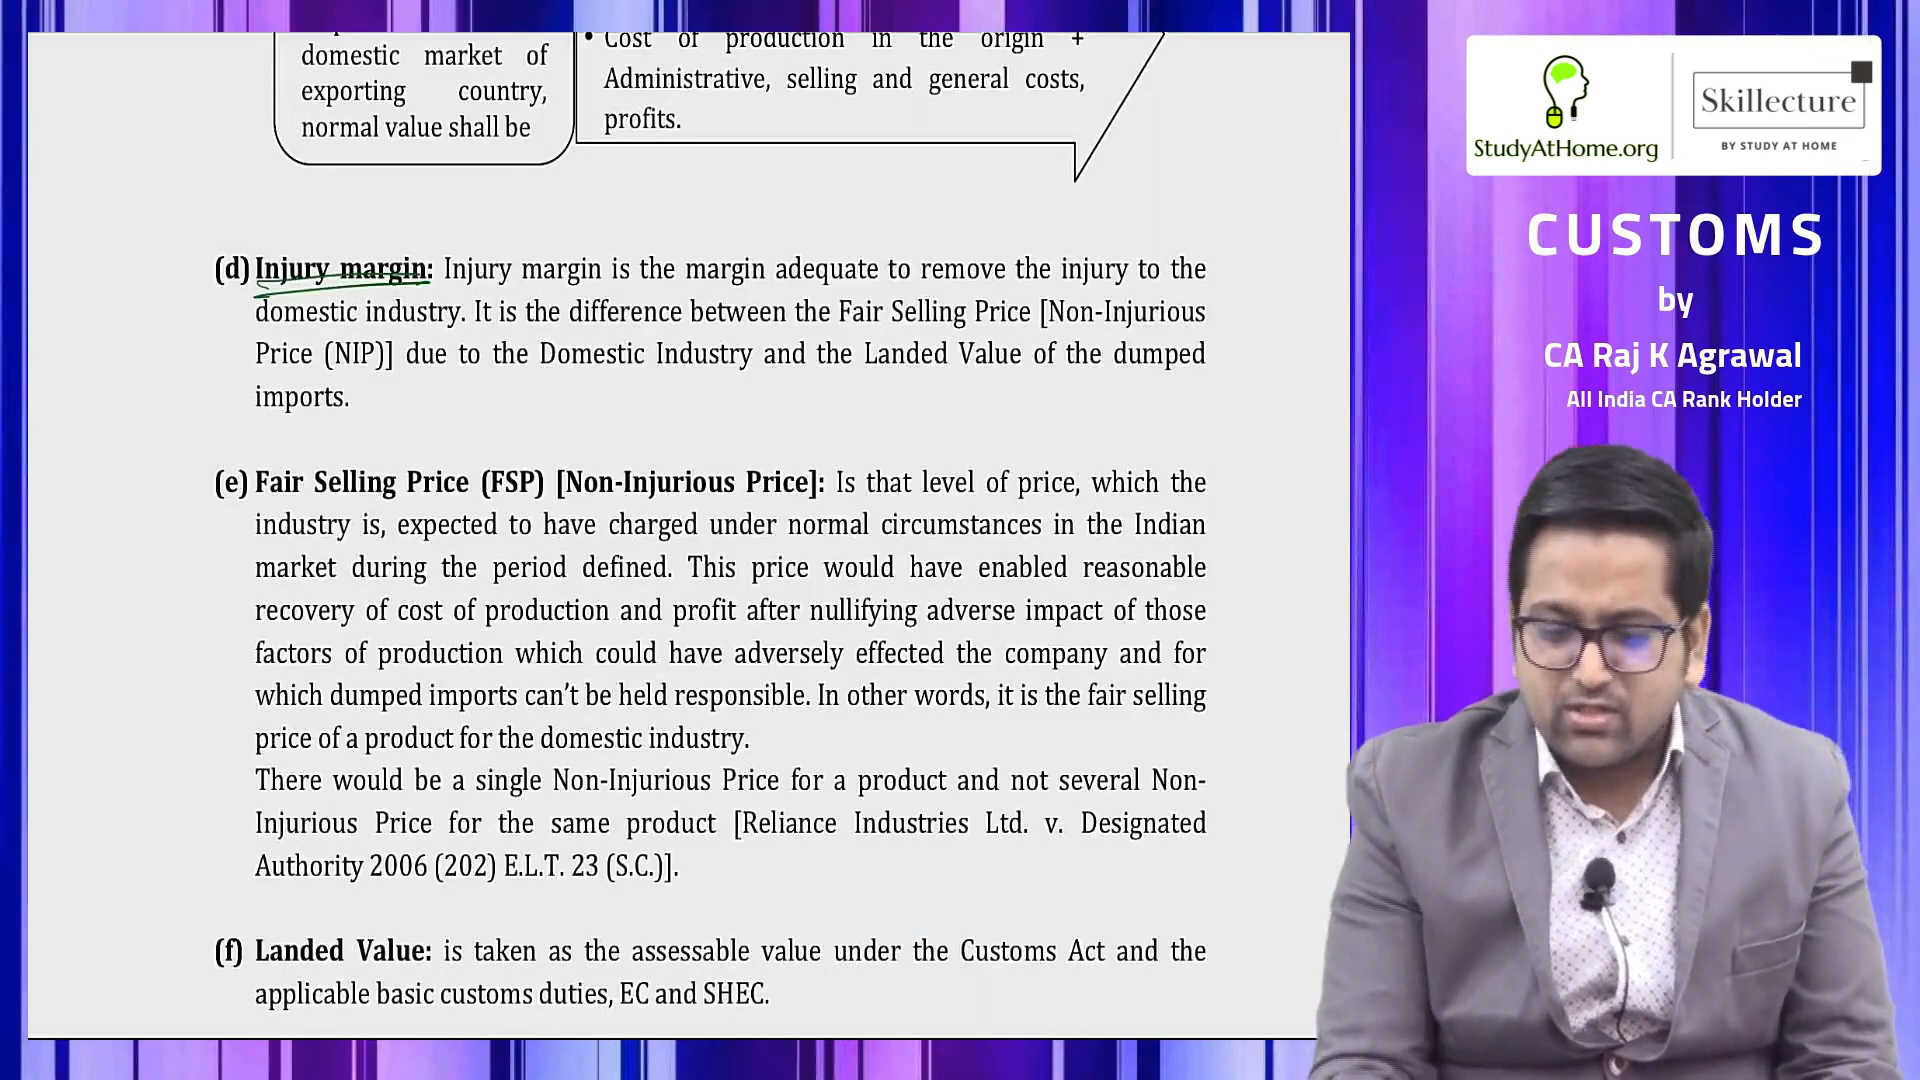 domestic market of
exporting country,
normal value shall be
• Cost of production in the origin +
Administrative, selling and general costs,
profits.
(d) Injury margin: Injury margin is the margin adequate to remove the injury to the
domestic industry. It is the difference between the Fair Selling Price [Non-Injurious
Price (NIP)] due to the Domestic Industry and the Landed Value of the dumped
imports.
(e) Fair Selling Price (FSP) [Non-Injurious Price]: Is that level of price, which the
industry is, expected to have charged under normal circumstances in the Indian
market during the period defined. This price would have enabled reasonable
recovery of cost of production and profit after nullifying adverse impact of those
factors of production which could have adversely effected the company and for
which dumped imports can’t be held responsible. In other words, it is the fair selling
price of a product for the domestic industry.
There would be a single Non-Injurious Price for a product and not several Non-
Injurious Price for the same product [Reliance Industries Ltd. v. Designated
Authority 2006 (202) E.L.T. 23 (S.C.)].
(f) Landed Value: is taken as the assessable value under the Customs Act and the
applicable basic customs duties, EC and SHEC.
StudyAtHome.org
Skillecture
BY STUDY AT HOME
CUSTOMS
by
CA Raj K Agrawal
All India CA Rank Holder